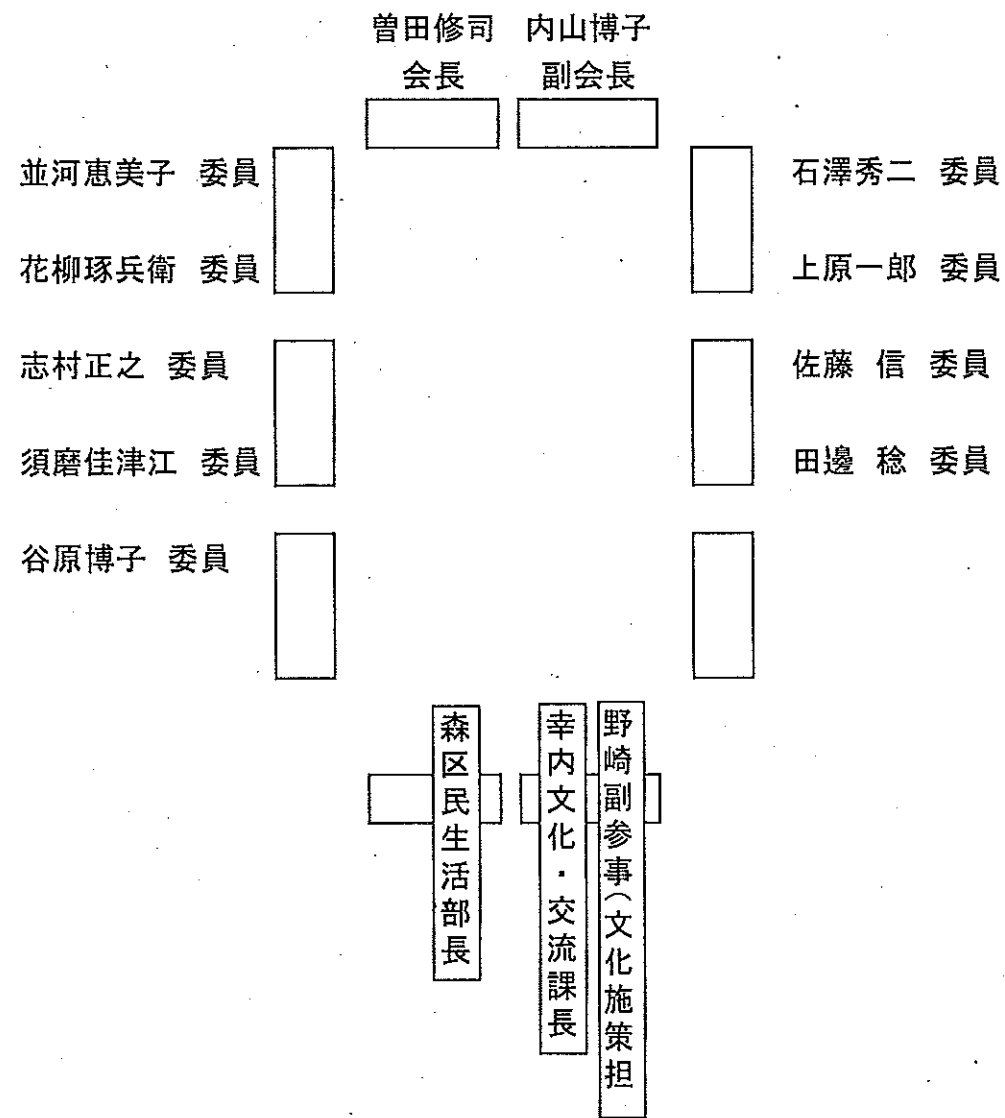 曽田修司 内山博子
会長 副会長
並河恵美子 委員
花柳琢兵衛 委員
志村正之 委員
須磨佳津江 委員
谷原博子 委員
石澤秀二 委員
上原一郎 委員
佐藤 信 委員
田邊 稔 委員
森区民生活部長
幸内文化・交流課長
野崎副参事(文化施策担